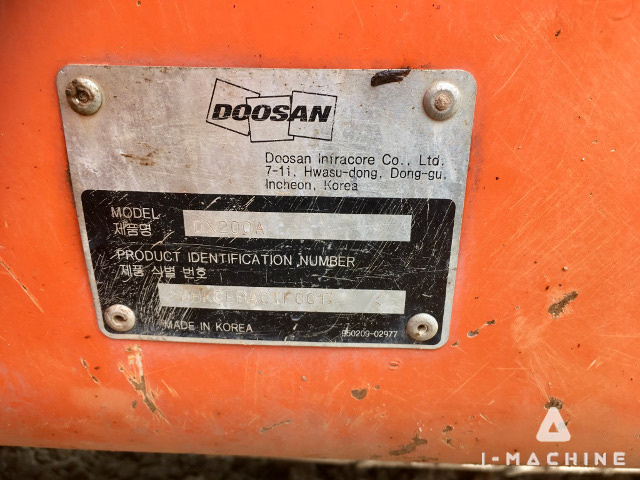 DOOSAN
Doosan Infracore Co., Ltd.
7-11, Hwasu-dong, Dong-gu,
Incheon, Korea
MODEL
제품명
DX200A
PRODUCT IDENTIFICATION NUMBER
제품 식별 번호
MADE IN KOREA
950209-02977
I-MACHINE